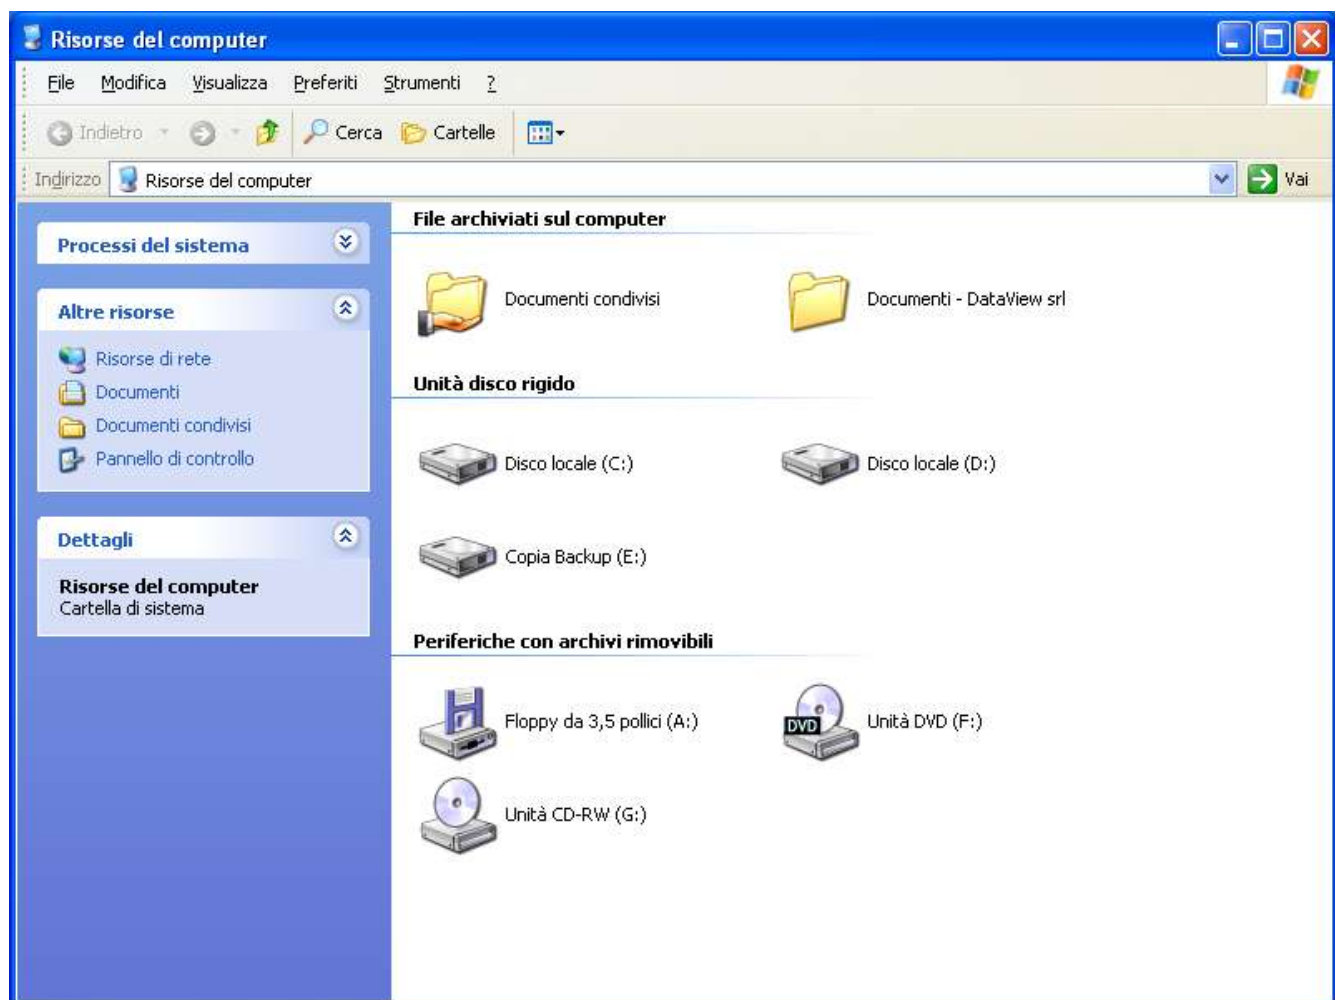 Risorse del computer
File Modifica Visualizza Preferiti Strumenti ?
Indietro Cerca Cartelle
Indirizzo Risorse del computer Vai
Processi del sistema
Altre risorse
Risorse di rete
Documenti
Documenti condivisi
Pannello di controllo
Dettagli
Risorse del computer
Cartella di sistema
File archiviati sul computer
Documenti condivisi Documenti - DataView srl
Unità disco rigido
Disco locale (C:) Disco locale (D:)
Copia Backup (E:)
Periferiche con archivi rimovibili
Floppy da 3,5 pollici (A:) DVD Unità DVD (F:)
Unità CD-RW (G:)